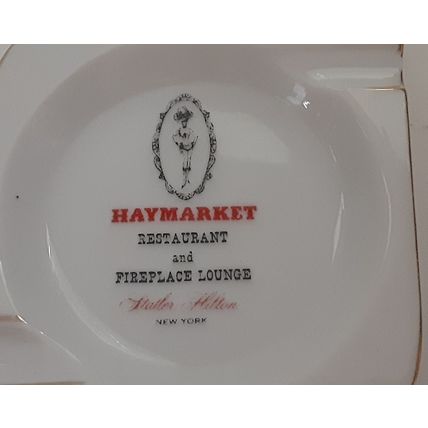 HAYMARKET
RESTAURANT
and
FIREPLACE LOUNGE
Statler Hilton
NEW YORK